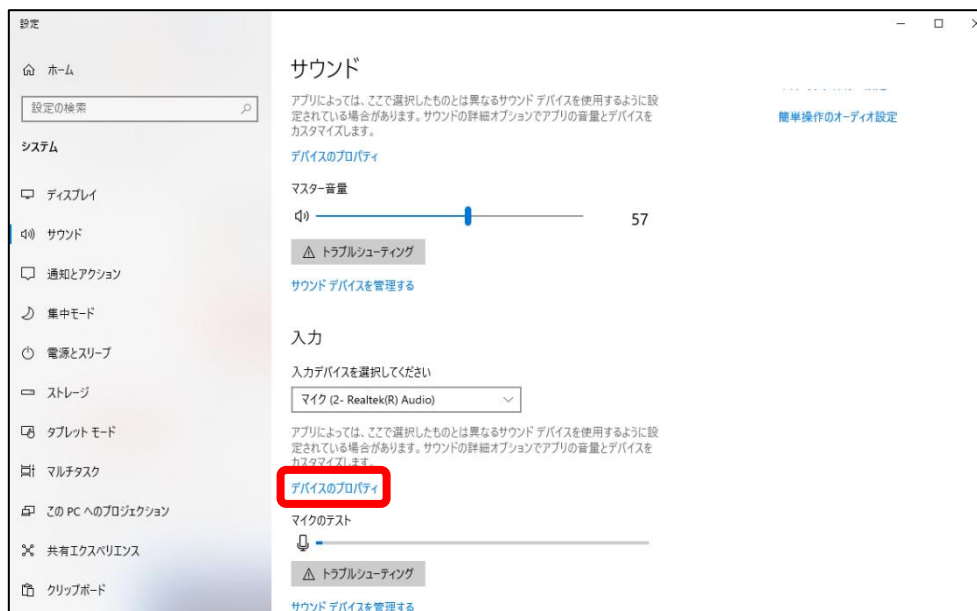 設定
ホーム
設定の検索
システム
ディスプレイ
サウンド
通知とアクション
集中モード
電源とスリープ
ストレージ
タブレット モード
マルチタスク
この PC へのプロジェクション
共有エクスペリエンス
クリップボード
サウンド
アプリによっては、ここで選択したものとは異なるサウンド デバイスを使用するように設
定されている場合があります。サウンドの詳細オプションでアプリの音量とデバイスを
カスタマイズします。
デバイスのプロパティ
マスター音量
57
トラブルシューティング
サウンド デバイスを管理する
入力
入力デバイスを選択してください
マイク (2- Realtek(R) Audio)
アプリによっては、ここで選択したものとは異なるサウンド デバイスを使用するように設
定されている場合があります。サウンドの詳細オプションでアプリの音量とデバイスを
カスタマイズします。
デバイスのプロパティ
マイクのテスト
トラブルシューティング
サウンド デバイスを管理する
簡単操作のオーディオ設定